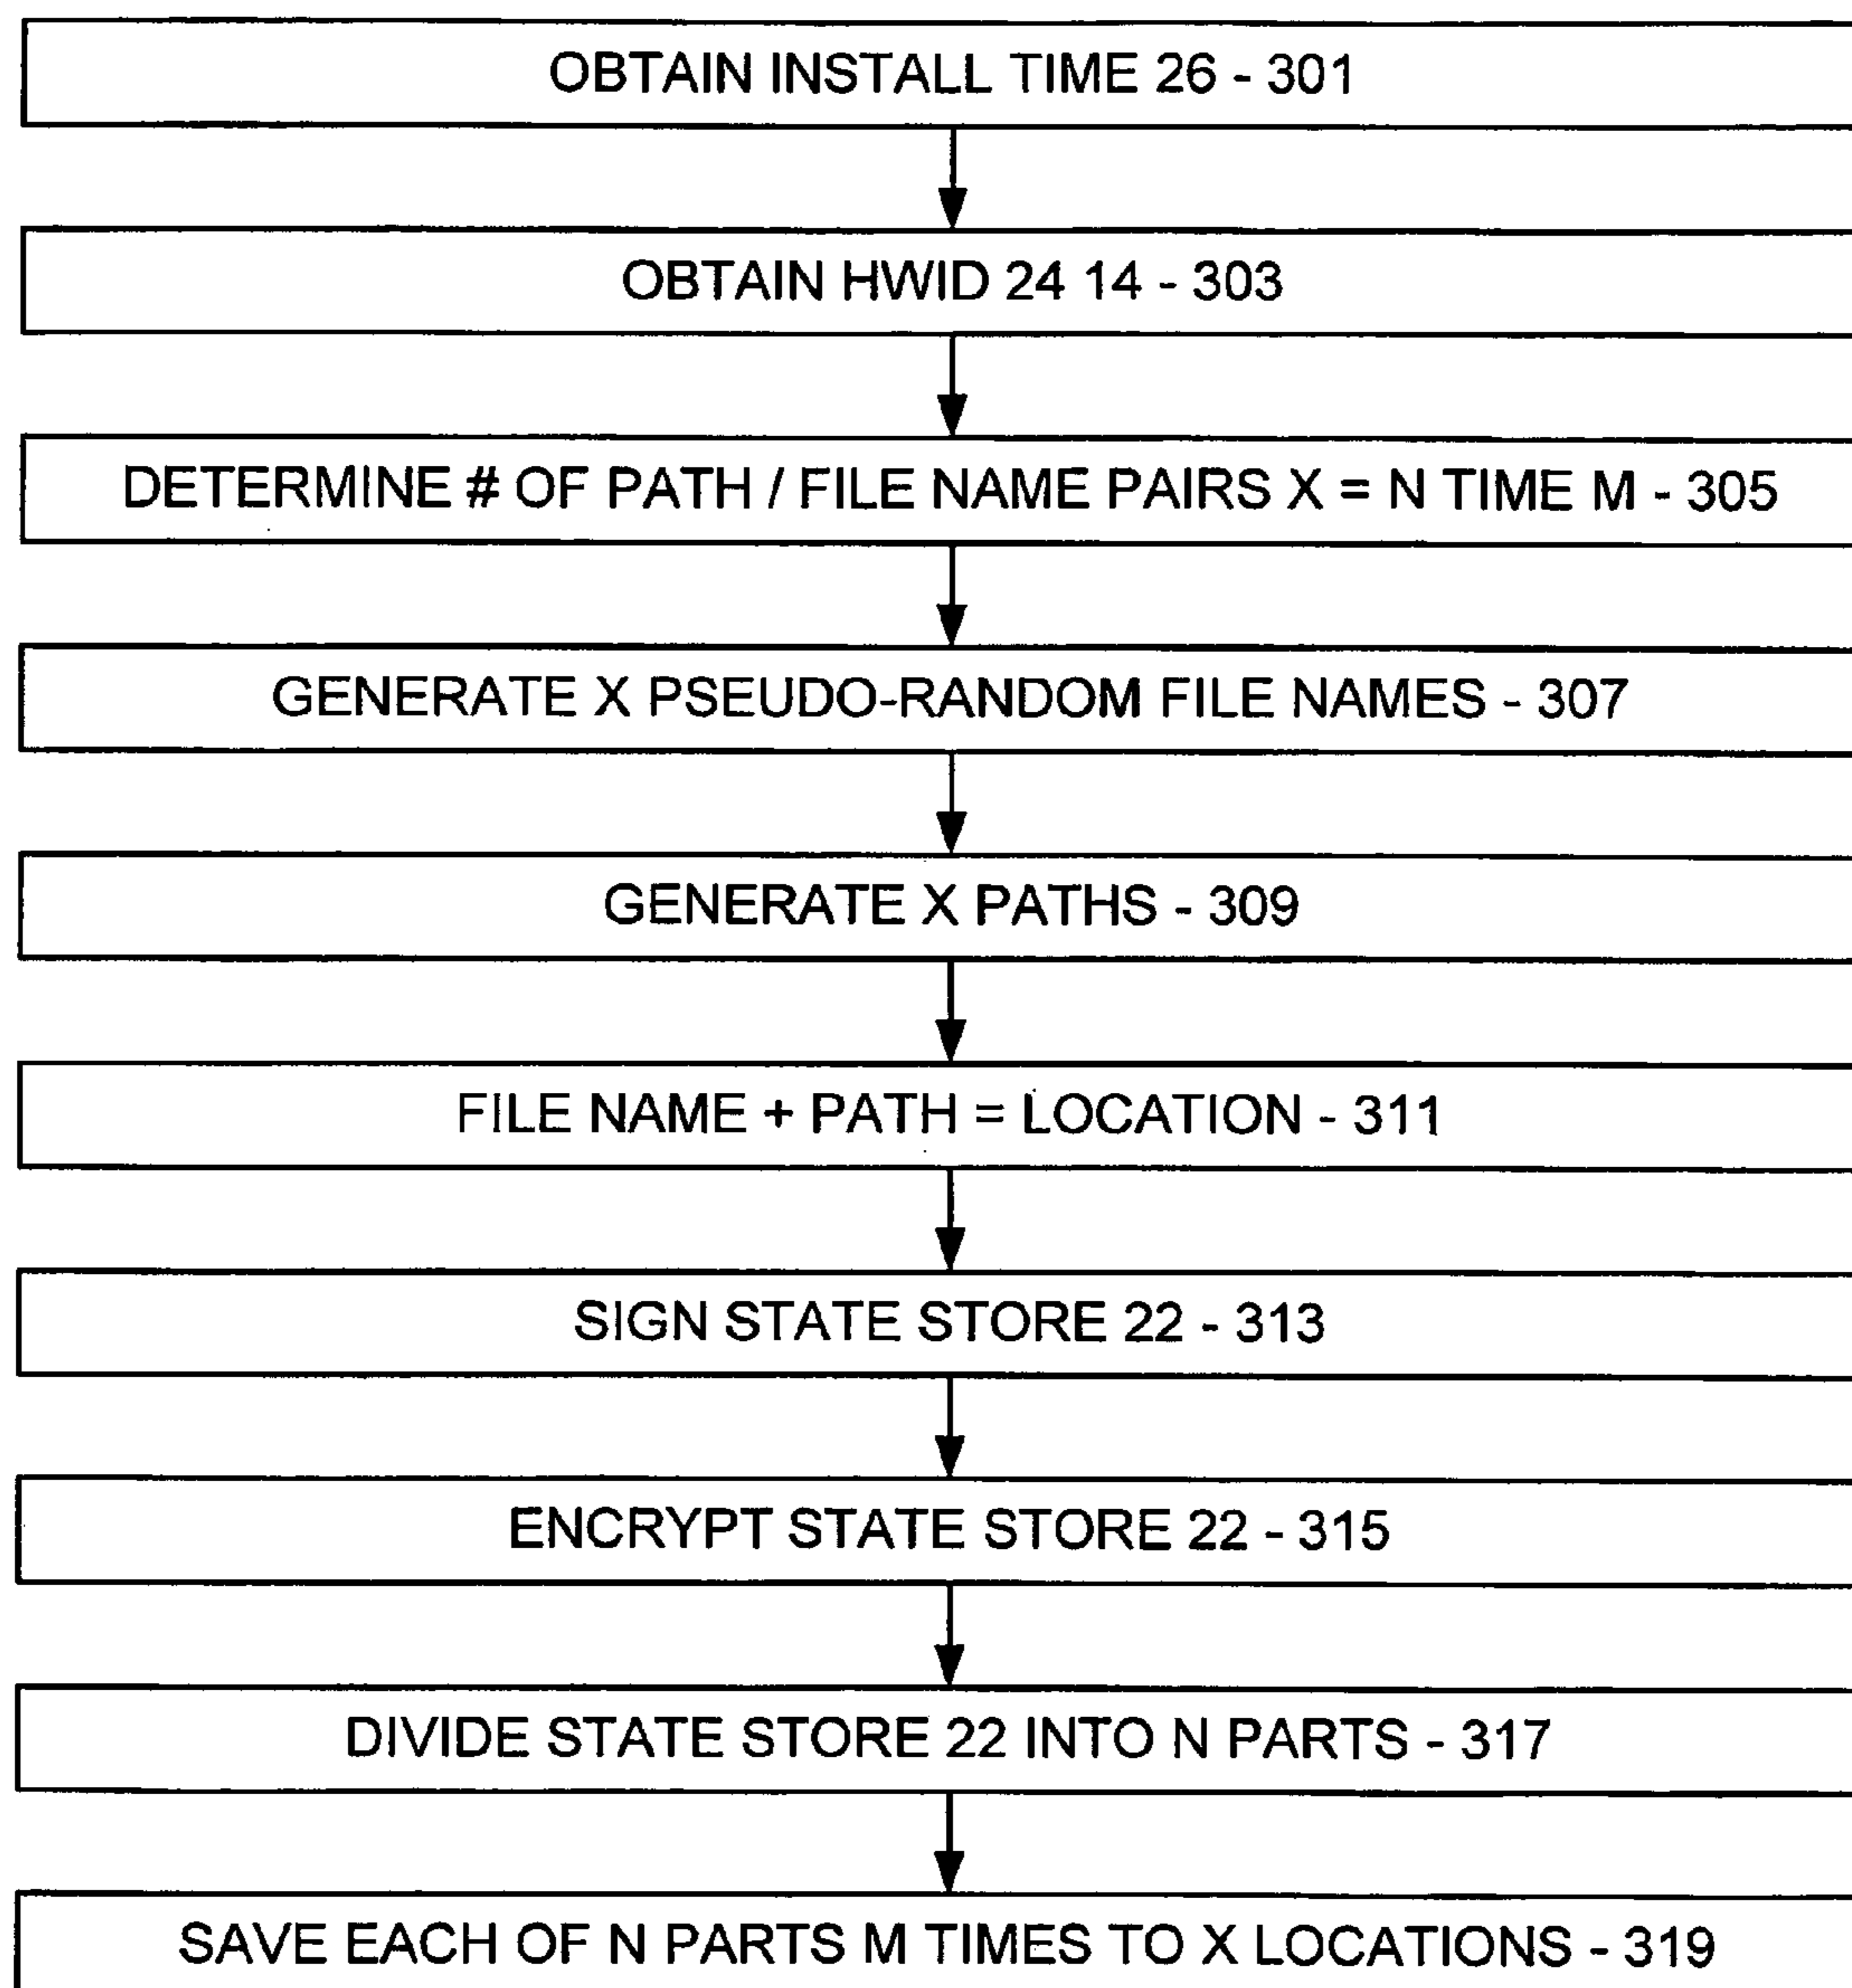 OBTAIN INSTALL TIME 26 - 301
OBTAIN HWID 24 14 - 303
DETERMINE # OF PATH / FILE NAME PAIRS X = N TIME M - 305
GENERATE X PSEUDO-RANDOM FILE NAMES - 307
GENERATE X PATHS - 309
FILE NAME + PATH = LOCATION - 311
SIGN STATE STORE 22 - 313
ENCRYPT STATE STORE 22 - 315
DIVIDE STATE STORE 22 INTO N PARTS - 317
SAVE EACH OF N PARTS M TIMES TO X LOCATIONS - 319